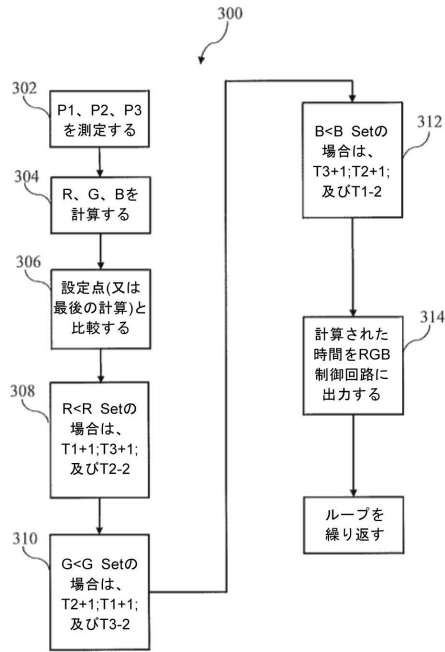 300
302
P1、P2、P3
を測定する
304
R、G、Bを
計算する
306
設定点(又は
最後の計算)と
比較する
308
R<R Setの
場合は、
T1+1;T3+1;
及びT2-2
310
G<G Setの
場合は、
T2+1;T1+1;
及びT3-2
312
B<B Setの
場合は、
T3+1;T2+1;
及びT1-2
314
計算された
時間をRGB
制御回路に
出力する
ループを
繰り返す